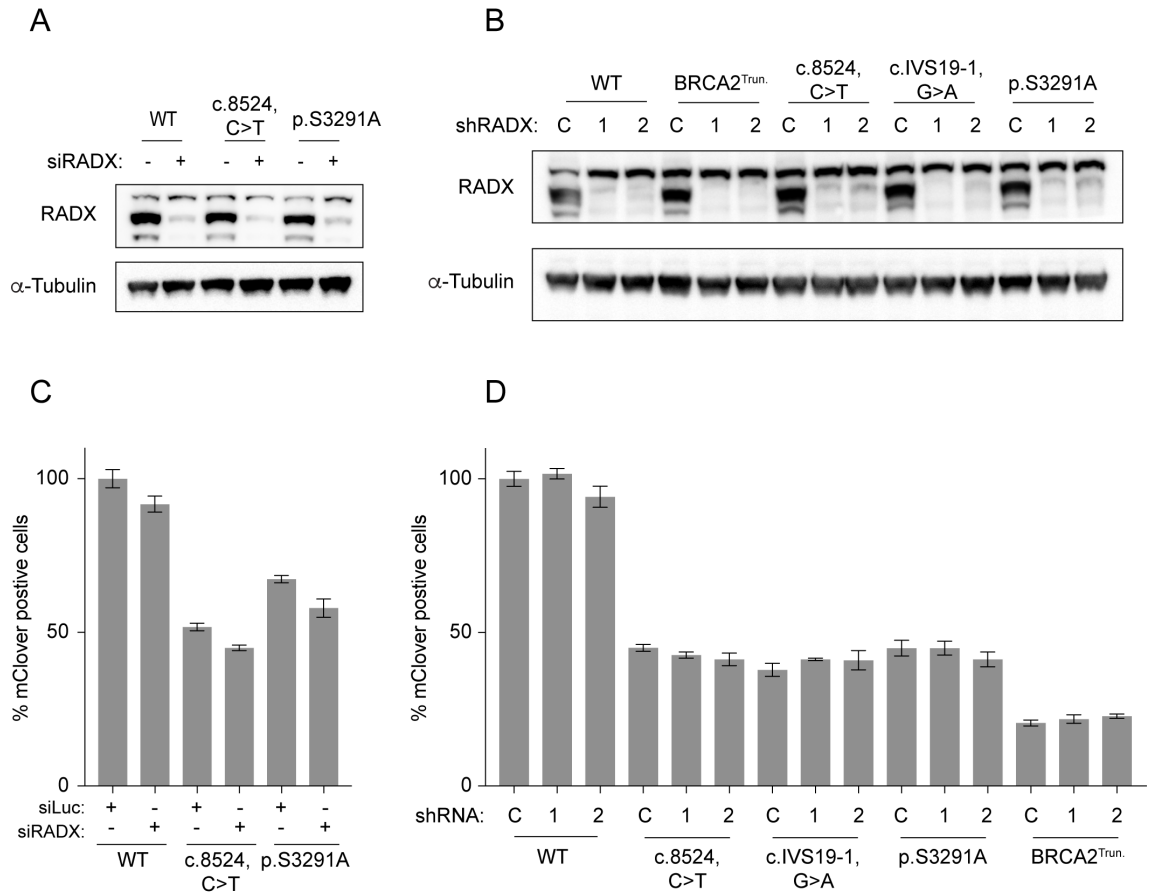 A
WT
c.8524,
C>T
p.S3291A
siRADX: - + - + - +
RADX
α-Tubulin
B
WT
BRCA2Trun.
c.8524,
C>T
c.IVS19-1,
G>A
p.S3291A
shRADX: C 1 2 C 1 2 C 1 2 C 1 2 C 1 2
RADX
α-Tubulin
C
% mClover postive cells
100
50
0
siLuc: + - + - + -
siRADX: - + - + - +
WT
c.8524,
C>T
p.S3291A
D
% mClover postive cells
100
50
0
shRNA: C 1 2 C 1 2 C 1 2 C 1 2 C 1 2
WT
c.8524,
C>T
c.IVS19-1,
G>A
p.S3291A
BRCA2Trun.